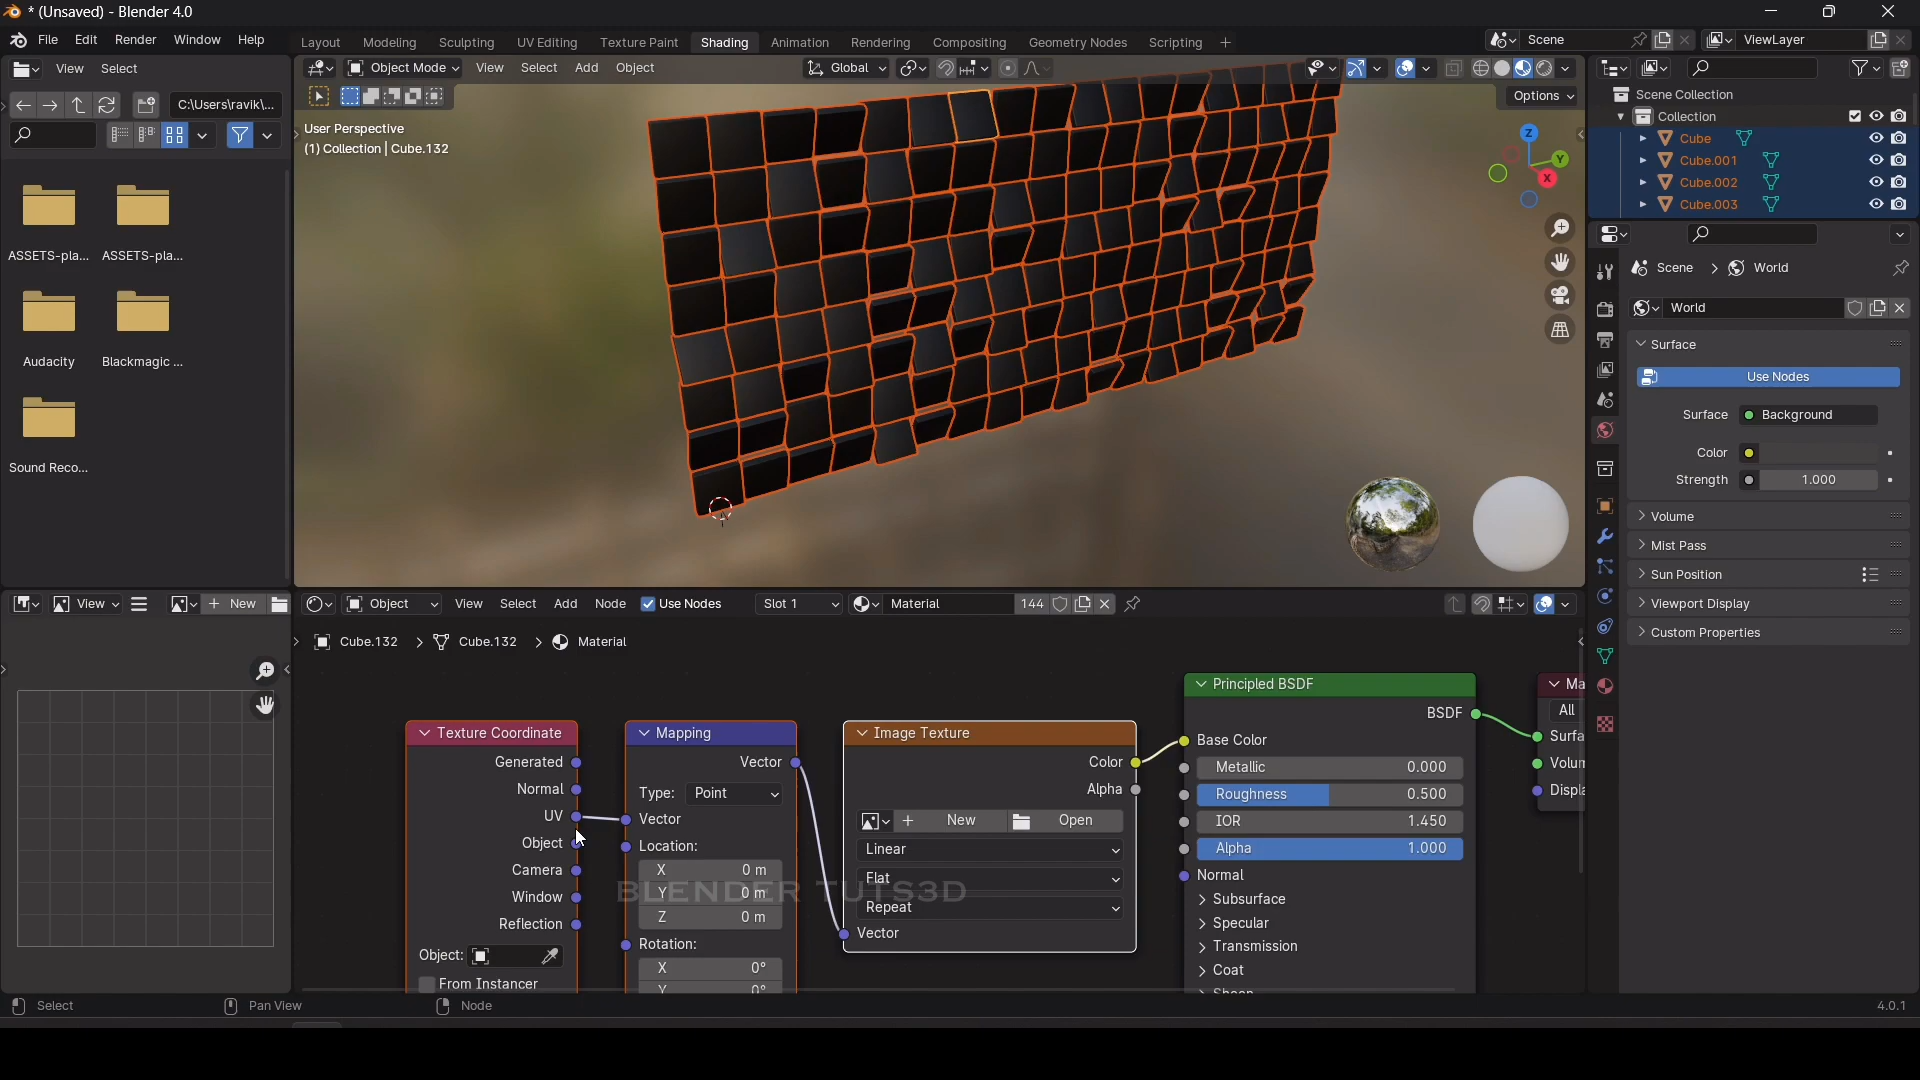 * (Unsaved) - Blender 4.0
File Edit Render Window Help
Layout Modeling Sculpting UV Editing Texture Paint Shading Animation Rendering Compositing Geometry Nodes Scripting +
Scene
ViewLayer
View Select
Object Mode View Select Add Object
Global
C:\Users\ravik\...
Options
User Perspective
(1) Collection | Cube.132
Z
Y
X
Scene Collection
Collection
Cube
Cube.001
Cube.002
Cube.003
ASSETS-pla... ASSETS-pla...
Audacity Blackmagic ...
Sound Reco...
Scene > World
World
Surface
Use Nodes
Surface Background
Color
Strength 1.000
Volume
Mist Pass
Sun Position
Viewport Display
Custom Properties
View + New
Object View Select Add Node Use Nodes Slot 1 Material 144
Cube.132 > Cube.132 > Material
Texture Coordinate
Generated
Normal
UV
Object
Camera
Window
Reflection
Object:
From Instancer
Mapping
Vector
Type: Point
Vector
Location:
X 0 m
Y 0 m
Z 0 m
Rotation:
X 0°
Y 0°
Image Texture
Color
Alpha
+ New Open
Linear
Flat
Repeat
Vector
BLENDER TUTS3D
Principled BSDF
BSDF
Base Color
Metallic 0.000
Roughness 0.500
IOR 1.450
Alpha 1.000
Normal
Subsurface
Specular
Transmission
Coat
Sheen
Ma
All
Surfa
Volum
Displa
Select Pan View Node
4.0.1